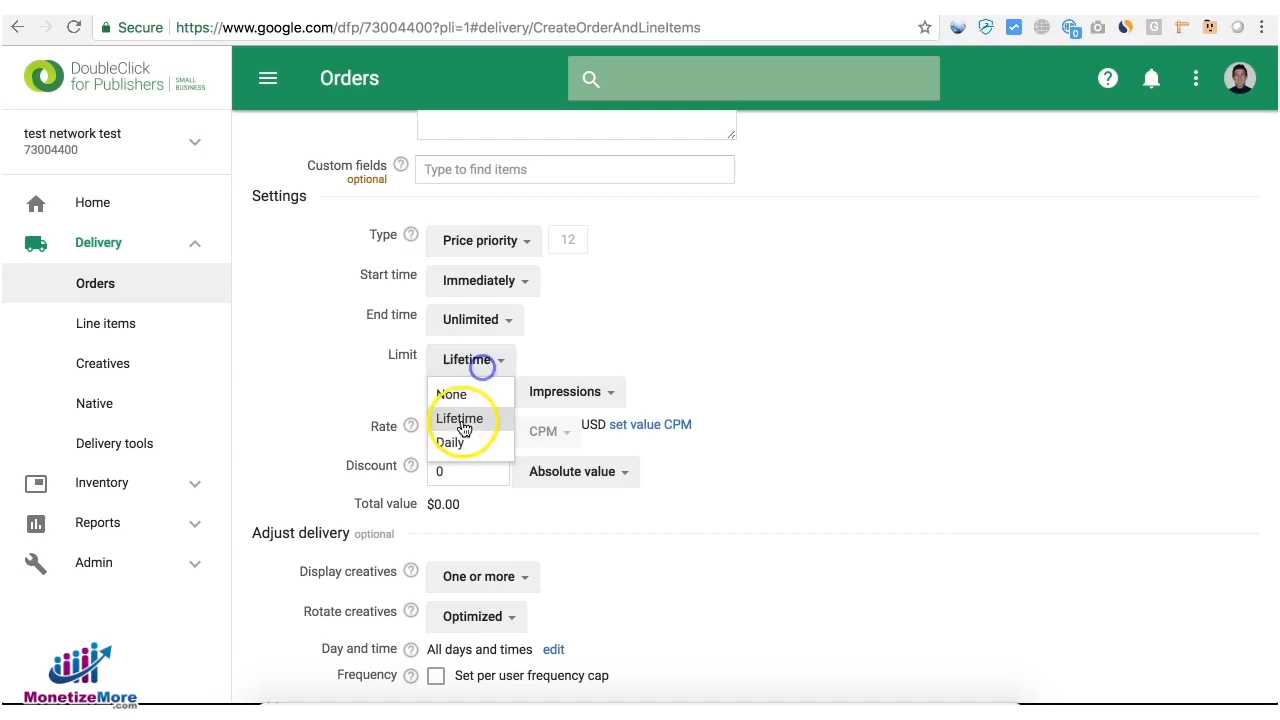 Secure
https://www.google.com/dfp/73004400?pli=1#delivery/CreateOrderAndLineItems
0
G
DoubleClick
for Publishers
SMALL
BUSINESS
Orders
test network test
73004400
Custom fields
optional
Type to find items
Settings
Home
Type
Price priority
12
Delivery
Start time
Immediately
Orders
End time
Unlimited
Line items
Limit
Lifetime
Creatives
None
Impressions
Native
Lifetime
Rate
CPM
USD set value CPM
Delivery tools
Daily
Discount
0
Absolute value
Inventory
Total value
$0.00
Reports
Adjust delivery optional
Admin
Display creatives
One or more
Rotate creatives
Optimized
Day and time
All days and times edit
Frequency
Set per user frequency cap
MonetizeMore
.com